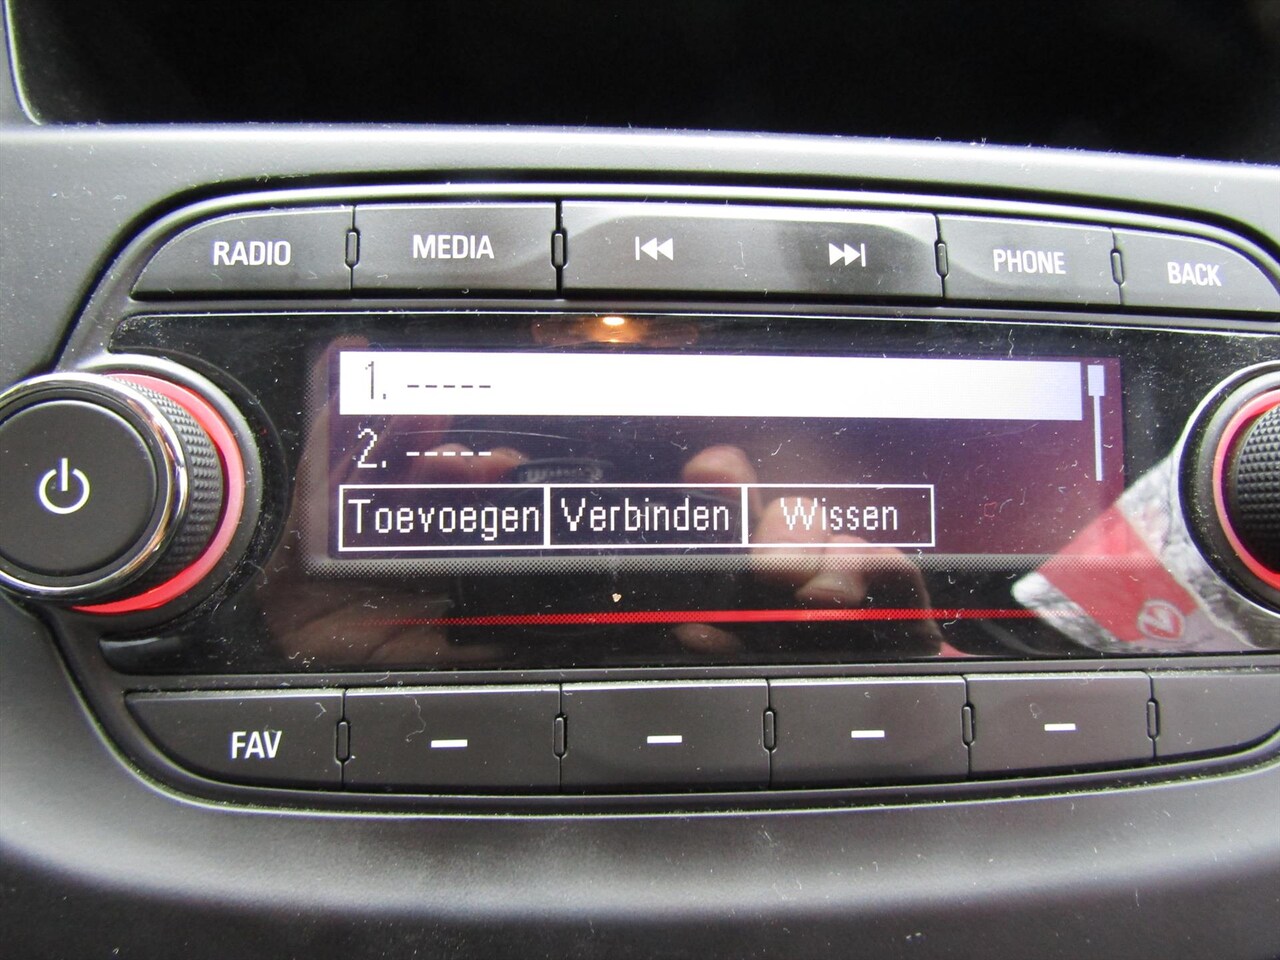 RADIO MEDIA PHONE BACK
1. -----
2. -----
Toevoegen Verbinden Wissen
FAV